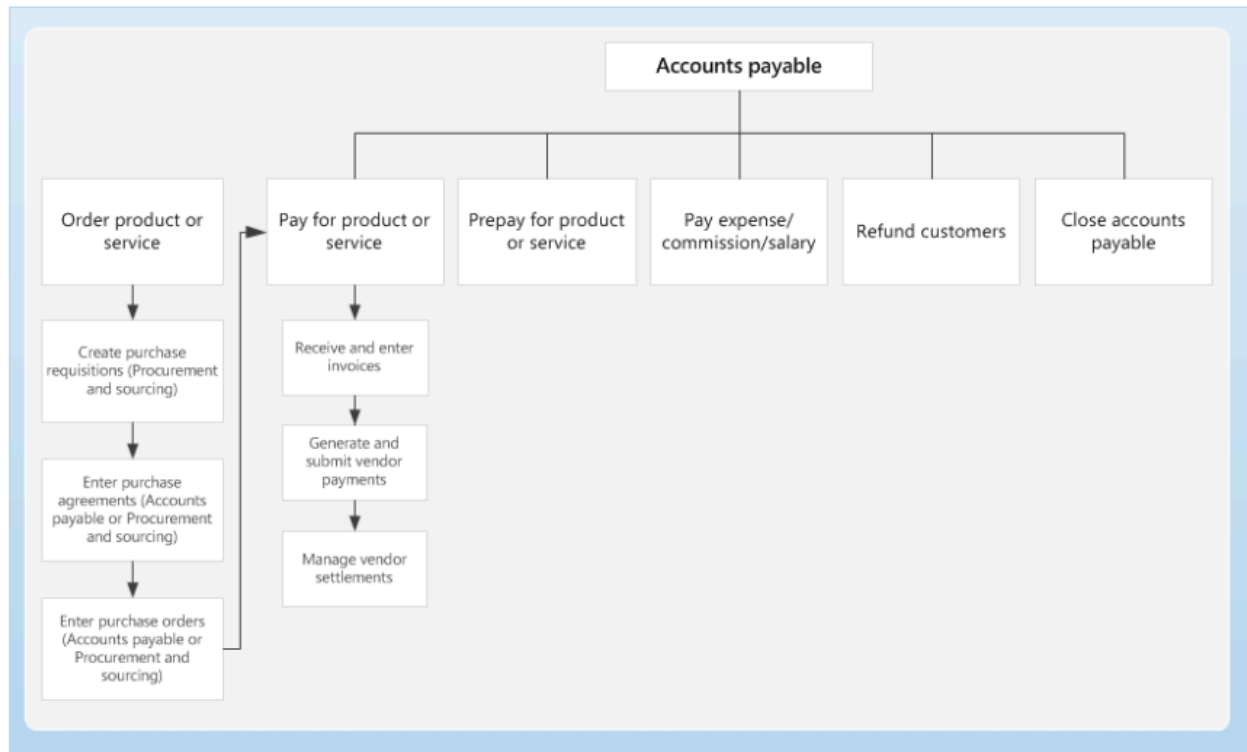 Accounts payable
Order product or
service
Pay for product or
service
Prepay for product
or service
Pay expense/
commission/salary
Refund customers
Close accounts
payable
Create purchase
requisitions (Procurement
and sourcing)
Enter purchase
agreements (Accounts
payable or Procurement
and sourcing)
Enter purchase orders
(Accounts payable or
Procurement and
sourcing)
Receive and enter
invoices
Generate and
submit vendor
payments
Manage vendor
settlements